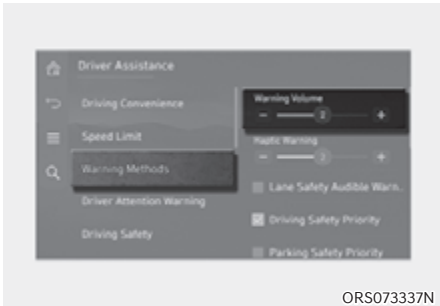 Driver Assistance
Driving Convenience
Speed Limit
Warning Methods
Driver Attention Warning
Driving Safety
Warning Volume
- 2 +
Haptic Warning
- 2 +
Lane Safety Audible Warn..
Driving Safety Priority
Parking Safety Priority
ORS073337N